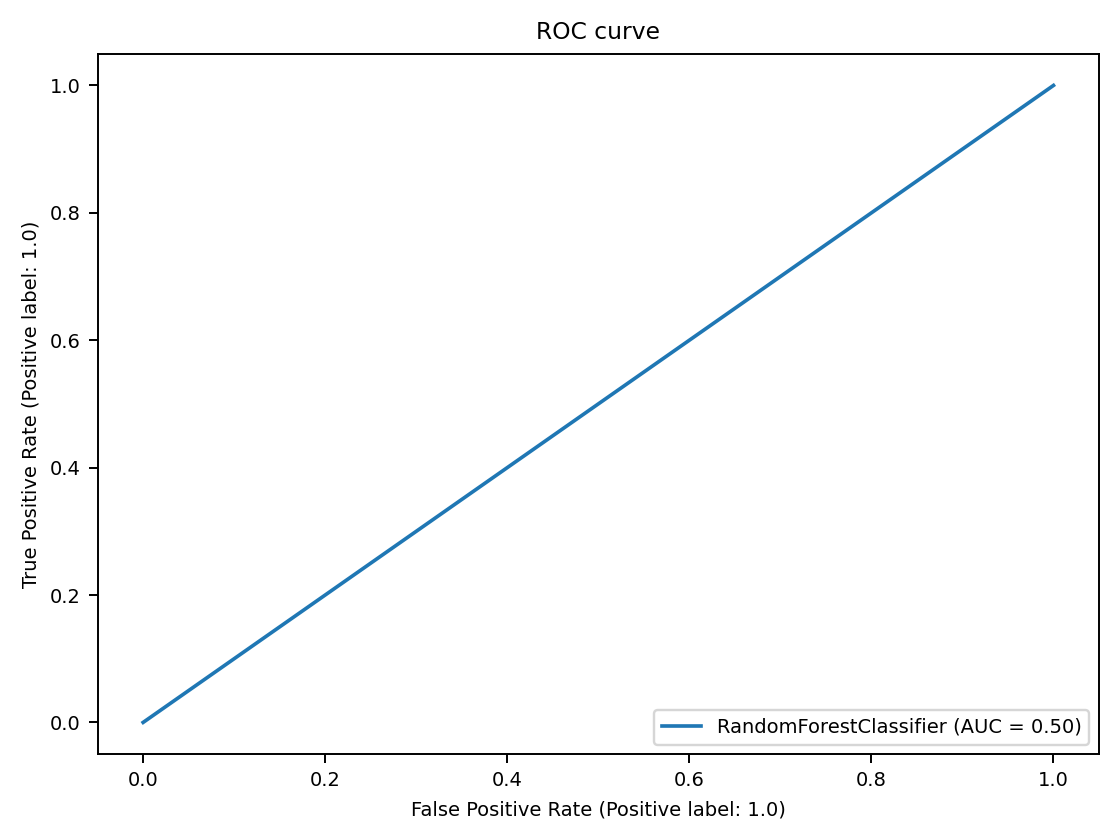 ROC curve
True Positive Rate (Positive label: 1.0)
1.0
0.8
0.6
0.4
0.2
0.0
RandomForestClassifier (AUC = 0.50)
0.0 0.2 0.4 0.6 0.8 1.0
False Positive Rate (Positive label: 1.0)